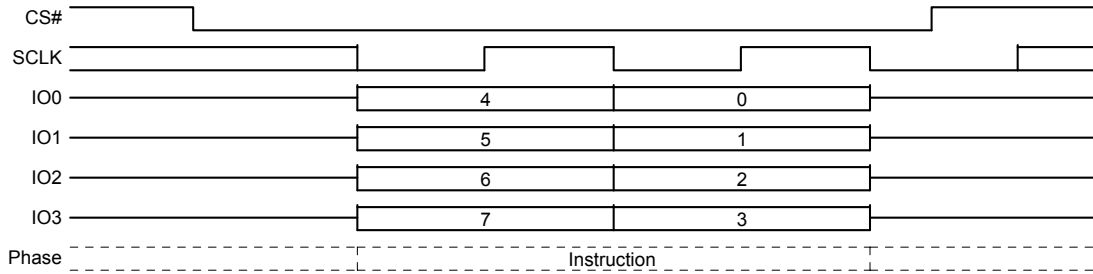 CS#
SCLK
IO0 4 0
IO1 5 1
IO2 6 2
IO3 7 3
Phase Instruction